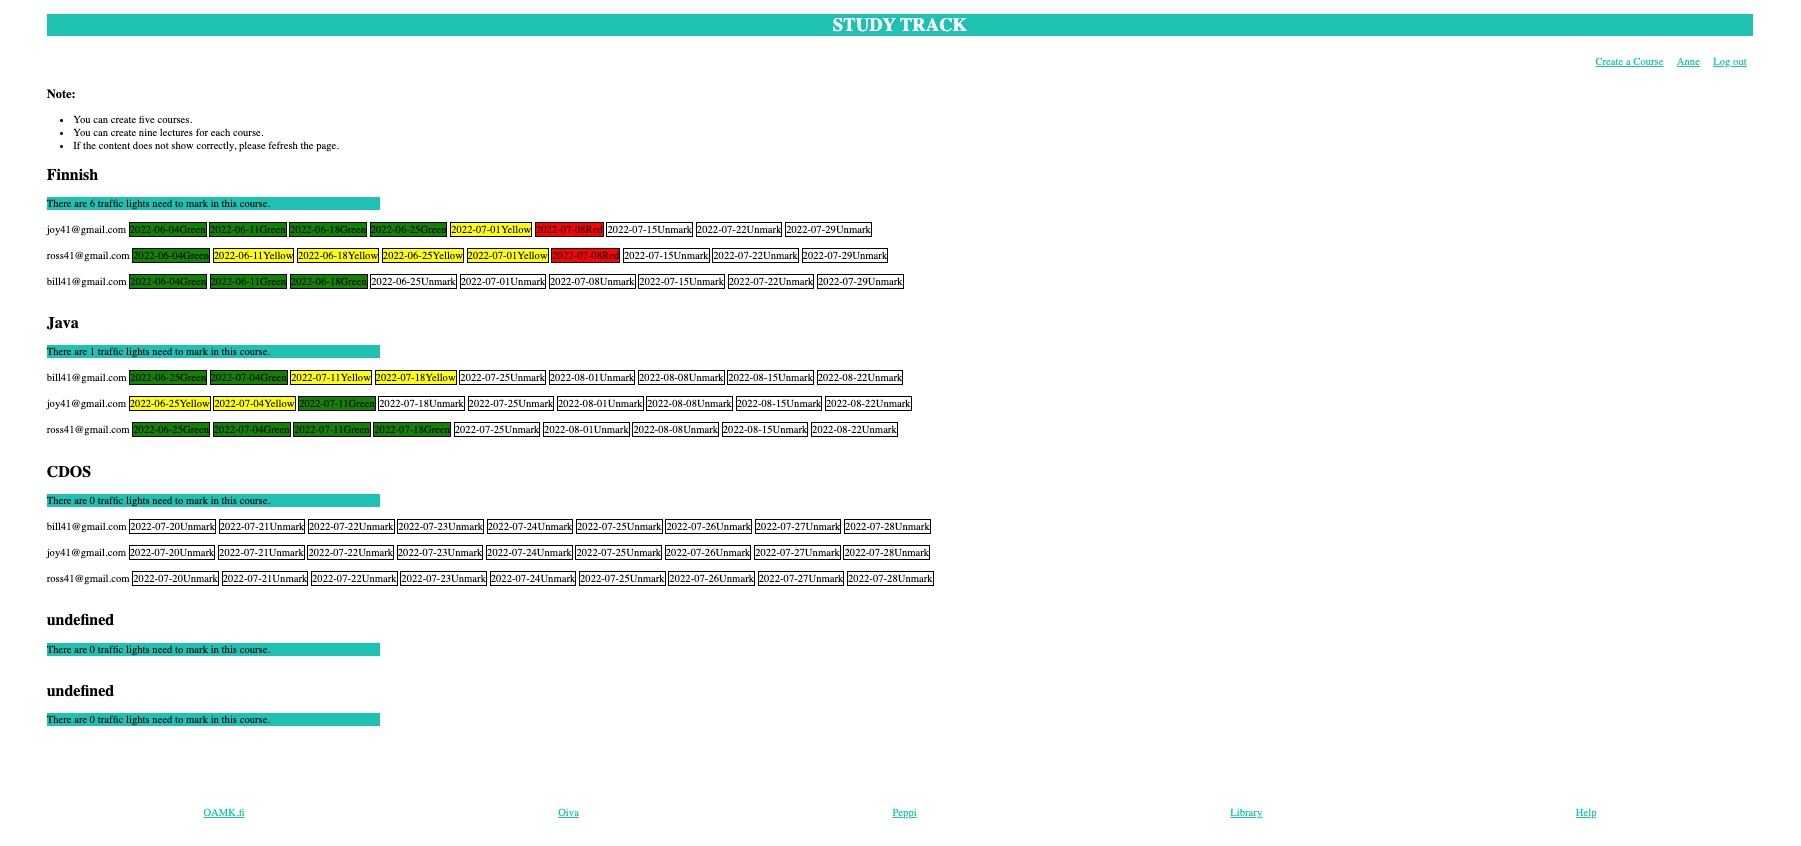 STUDY TRACK
Create a Course Anne Log out
Note:
• You can create five courses.
• You can create nine lectures for each course.
• If the content does not show correctly, please fefresh the page.
Finnish
There are 6 traffic lights need to mark in this course.
joy41@gmail.com 2022-06-04Green 2022-06-11Green 2022-06-18Green 2022-06-25Green 2022-07-01Yellow 2022-07-08Red 2022-07-15Unmark 2022-07-22Unmark 2022-07-29Unmark
ross41@gmail.com 2022-06-04Green 2022-06-11Yellow 2022-06-18Yellow 2022-06-25Yellow 2022-07-01Yellow 2022-07-08Red 2022-07-15Unmark 2022-07-22Unmark 2022-07-29Unmark
bill41@gmail.com 2022-06-04Green 2022-06-11Green 2022-06-18Green 2022-06-25Unmark 2022-07-01Unmark 2022-07-08Unmark 2022-07-15Unmark 2022-07-22Unmark 2022-07-29Unmark
Java
There are 1 traffic lights need to mark in this course.
bill41@gmail.com 2022-06-25Green 2022-07-04Green 2022-07-11Yellow 2022-07-18Yellow 2022-07-25Unmark 2022-08-01Unmark 2022-08-08Unmark 2022-08-15Unmark 2022-08-22Unmark
joy41@gmail.com 2022-06-25Yellow 2022-07-04Yellow 2022-07-11Green 2022-07-18Unmark 2022-07-25Unmark 2022-08-01Unmark 2022-08-08Unmark 2022-08-15Unmark 2022-08-22Unmark
ross41@gmail.com 2022-06-25Green 2022-07-04Green 2022-07-11Green 2022-07-18Green 2022-07-25Unmark 2022-08-01Unmark 2022-08-08Unmark 2022-08-15Unmark 2022-08-22Unmark
CDOS
There are 0 traffic lights need to mark in this course.
bill41@gmail.com 2022-07-20Unmark 2022-07-21Unmark 2022-07-22Unmark 2022-07-23Unmark 2022-07-24Unmark 2022-07-25Unmark 2022-07-26Unmark 2022-07-27Unmark 2022-07-28Unmark
joy41@gmail.com 2022-07-20Unmark 2022-07-21Unmark 2022-07-22Unmark 2022-07-23Unmark 2022-07-24Unmark 2022-07-25Unmark 2022-07-26Unmark 2022-07-27Unmark 2022-07-28Unmark
ross41@gmail.com 2022-07-20Unmark 2022-07-21Unmark 2022-07-22Unmark 2022-07-23Unmark 2022-07-24Unmark 2022-07-25Unmark 2022-07-26Unmark 2022-07-27Unmark 2022-07-28Unmark
undefined
There are 0 traffic lights need to mark in this course.
undefined
There are 0 traffic lights need to mark in this course.
OAMK.fi Oiva Peppi Library Help